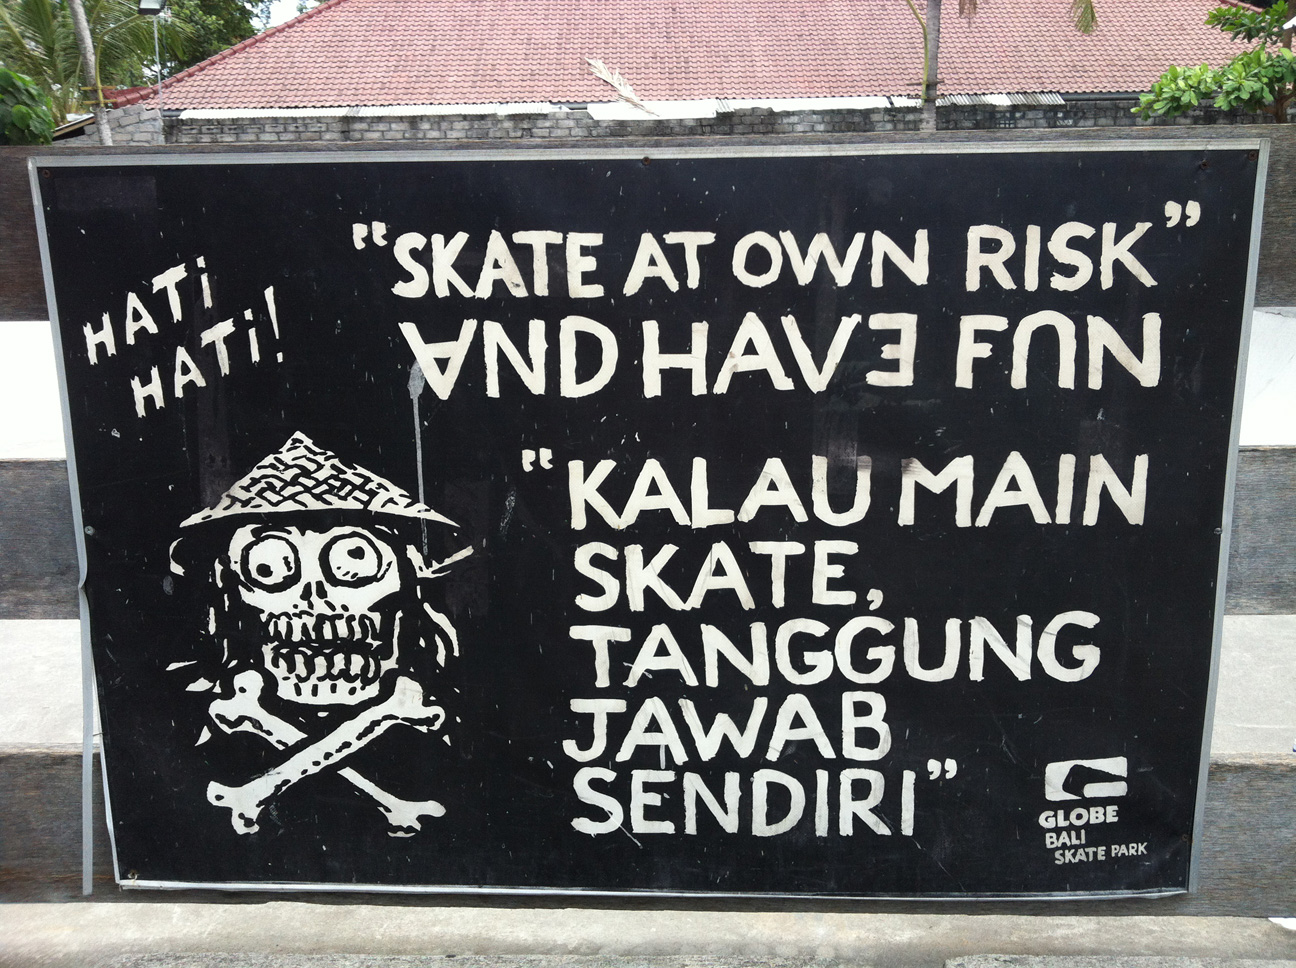 HATi
HATi!
"SKATE AT OWN RISK"
AND HAVE FUN
"KALAU MAIN
SKATE,
TANGGUNG
JAWAB
SENDIRI"
GLOBE
BALI
SKATE PARK